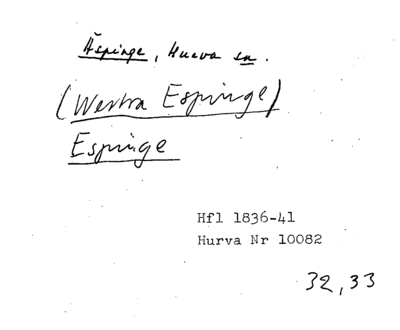 Äspinge, Hurva sn.
(Westra Espinge)
Espinge
Hfl 1836-41
Hurva Nr 10082
32,33